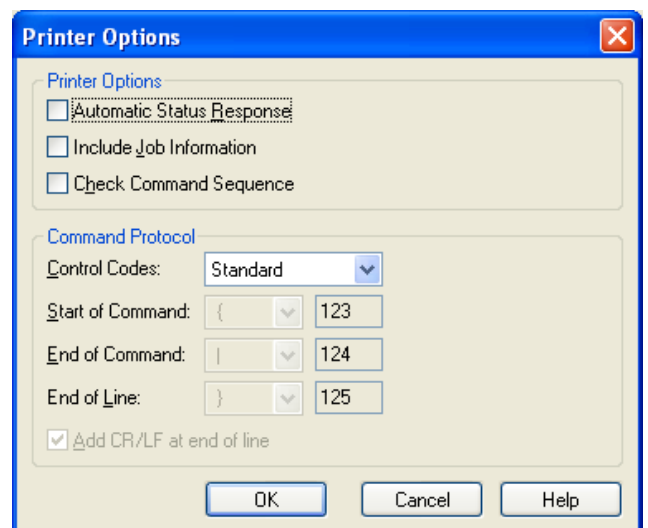 Printer Options
Printer Options
Automatic Status Response
Include Job Information
Check Command Sequence
Command Protocol
Control Codes: Standard
Start of Command: { 123
End of Command: | 124
End of Line: } 125
Add CR/LF at end of line
OK Cancel Help